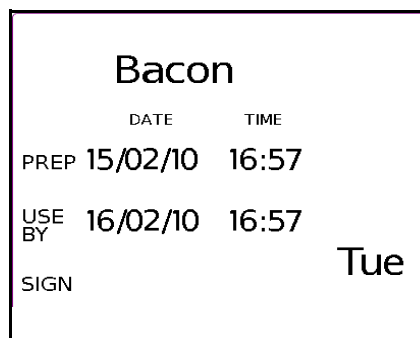 Bacon
DATE TIME
PREP 15/02/10 16:57
USE BY 16/02/10 16:57
Tue
SIGN